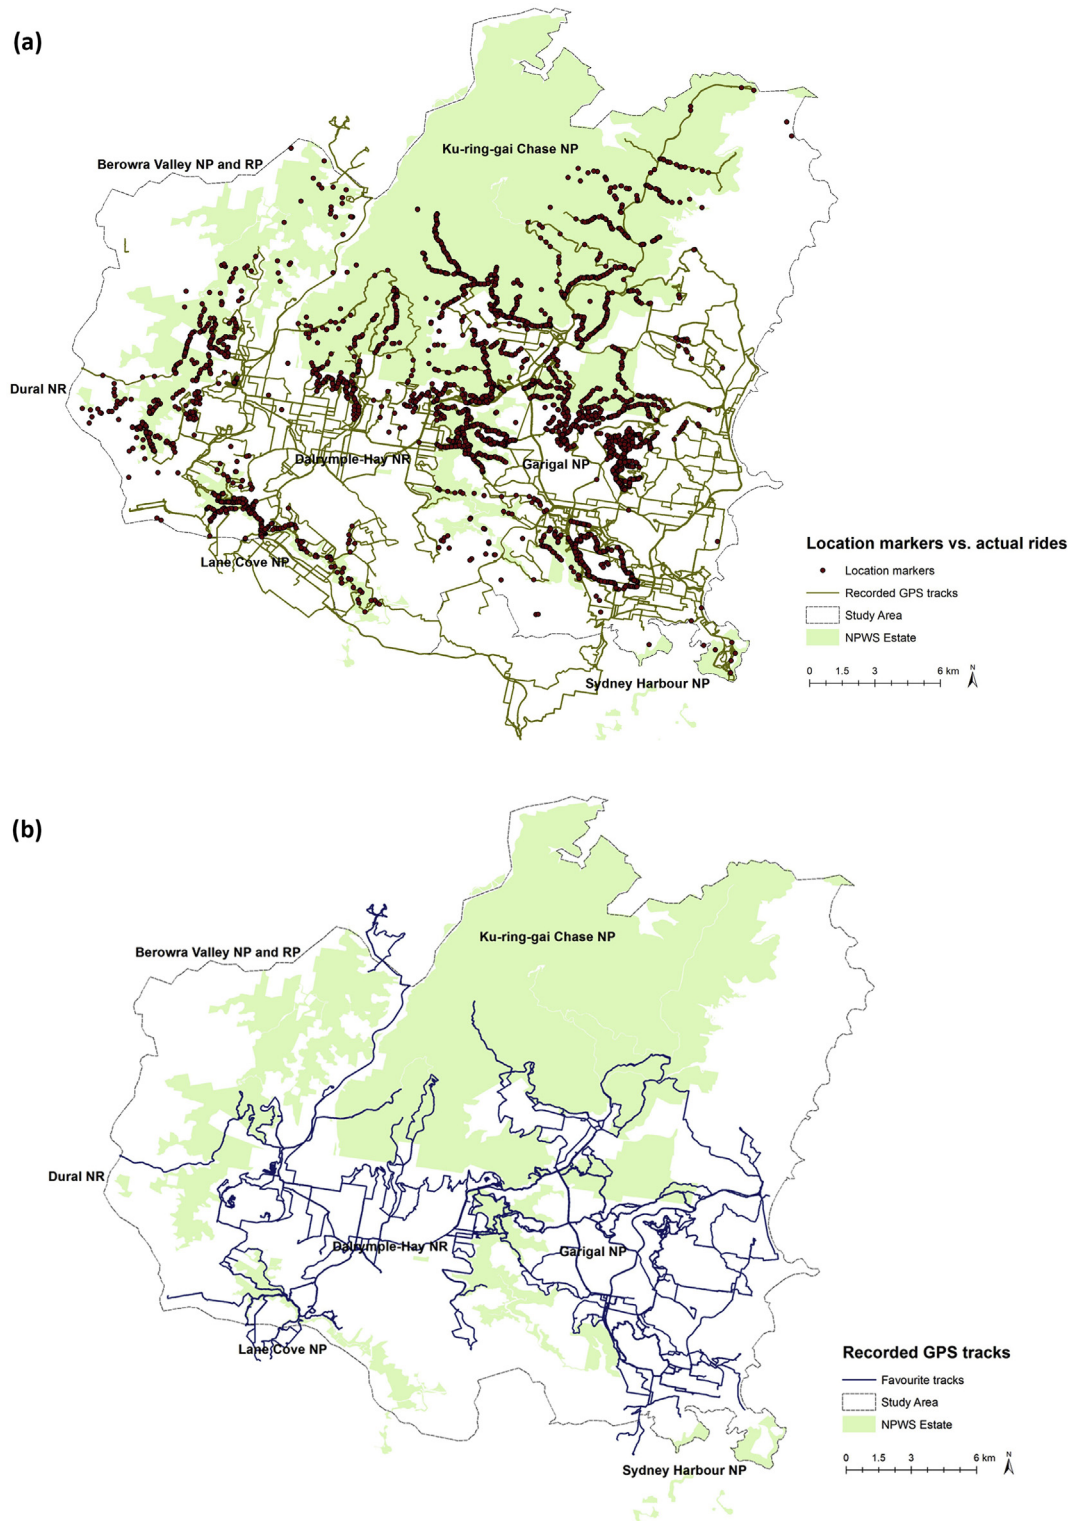 (a)
Berowra Valley NP and RP
Ku-ring-gai Chase NP
Dural NR
Dalrymple-Hay NR
Garigal NP
Lane Cove NP
Sydney Harbour NP
Location markers vs. actual rides
Location markers
Recorded GPS tracks
Study Area
NPWS Estate
0 1.5 3 6 km
N
(b)
Berowra Valley NP and RP
Ku-ring-gai Chase NP
Dural NR
Dalrymple-Hay NR
Garigal NP
Lane Cove NP
Sydney Harbour NP
Recorded GPS tracks
Favourite tracks
Study Area
NPWS Estate
0 1.5 3 6 km
N